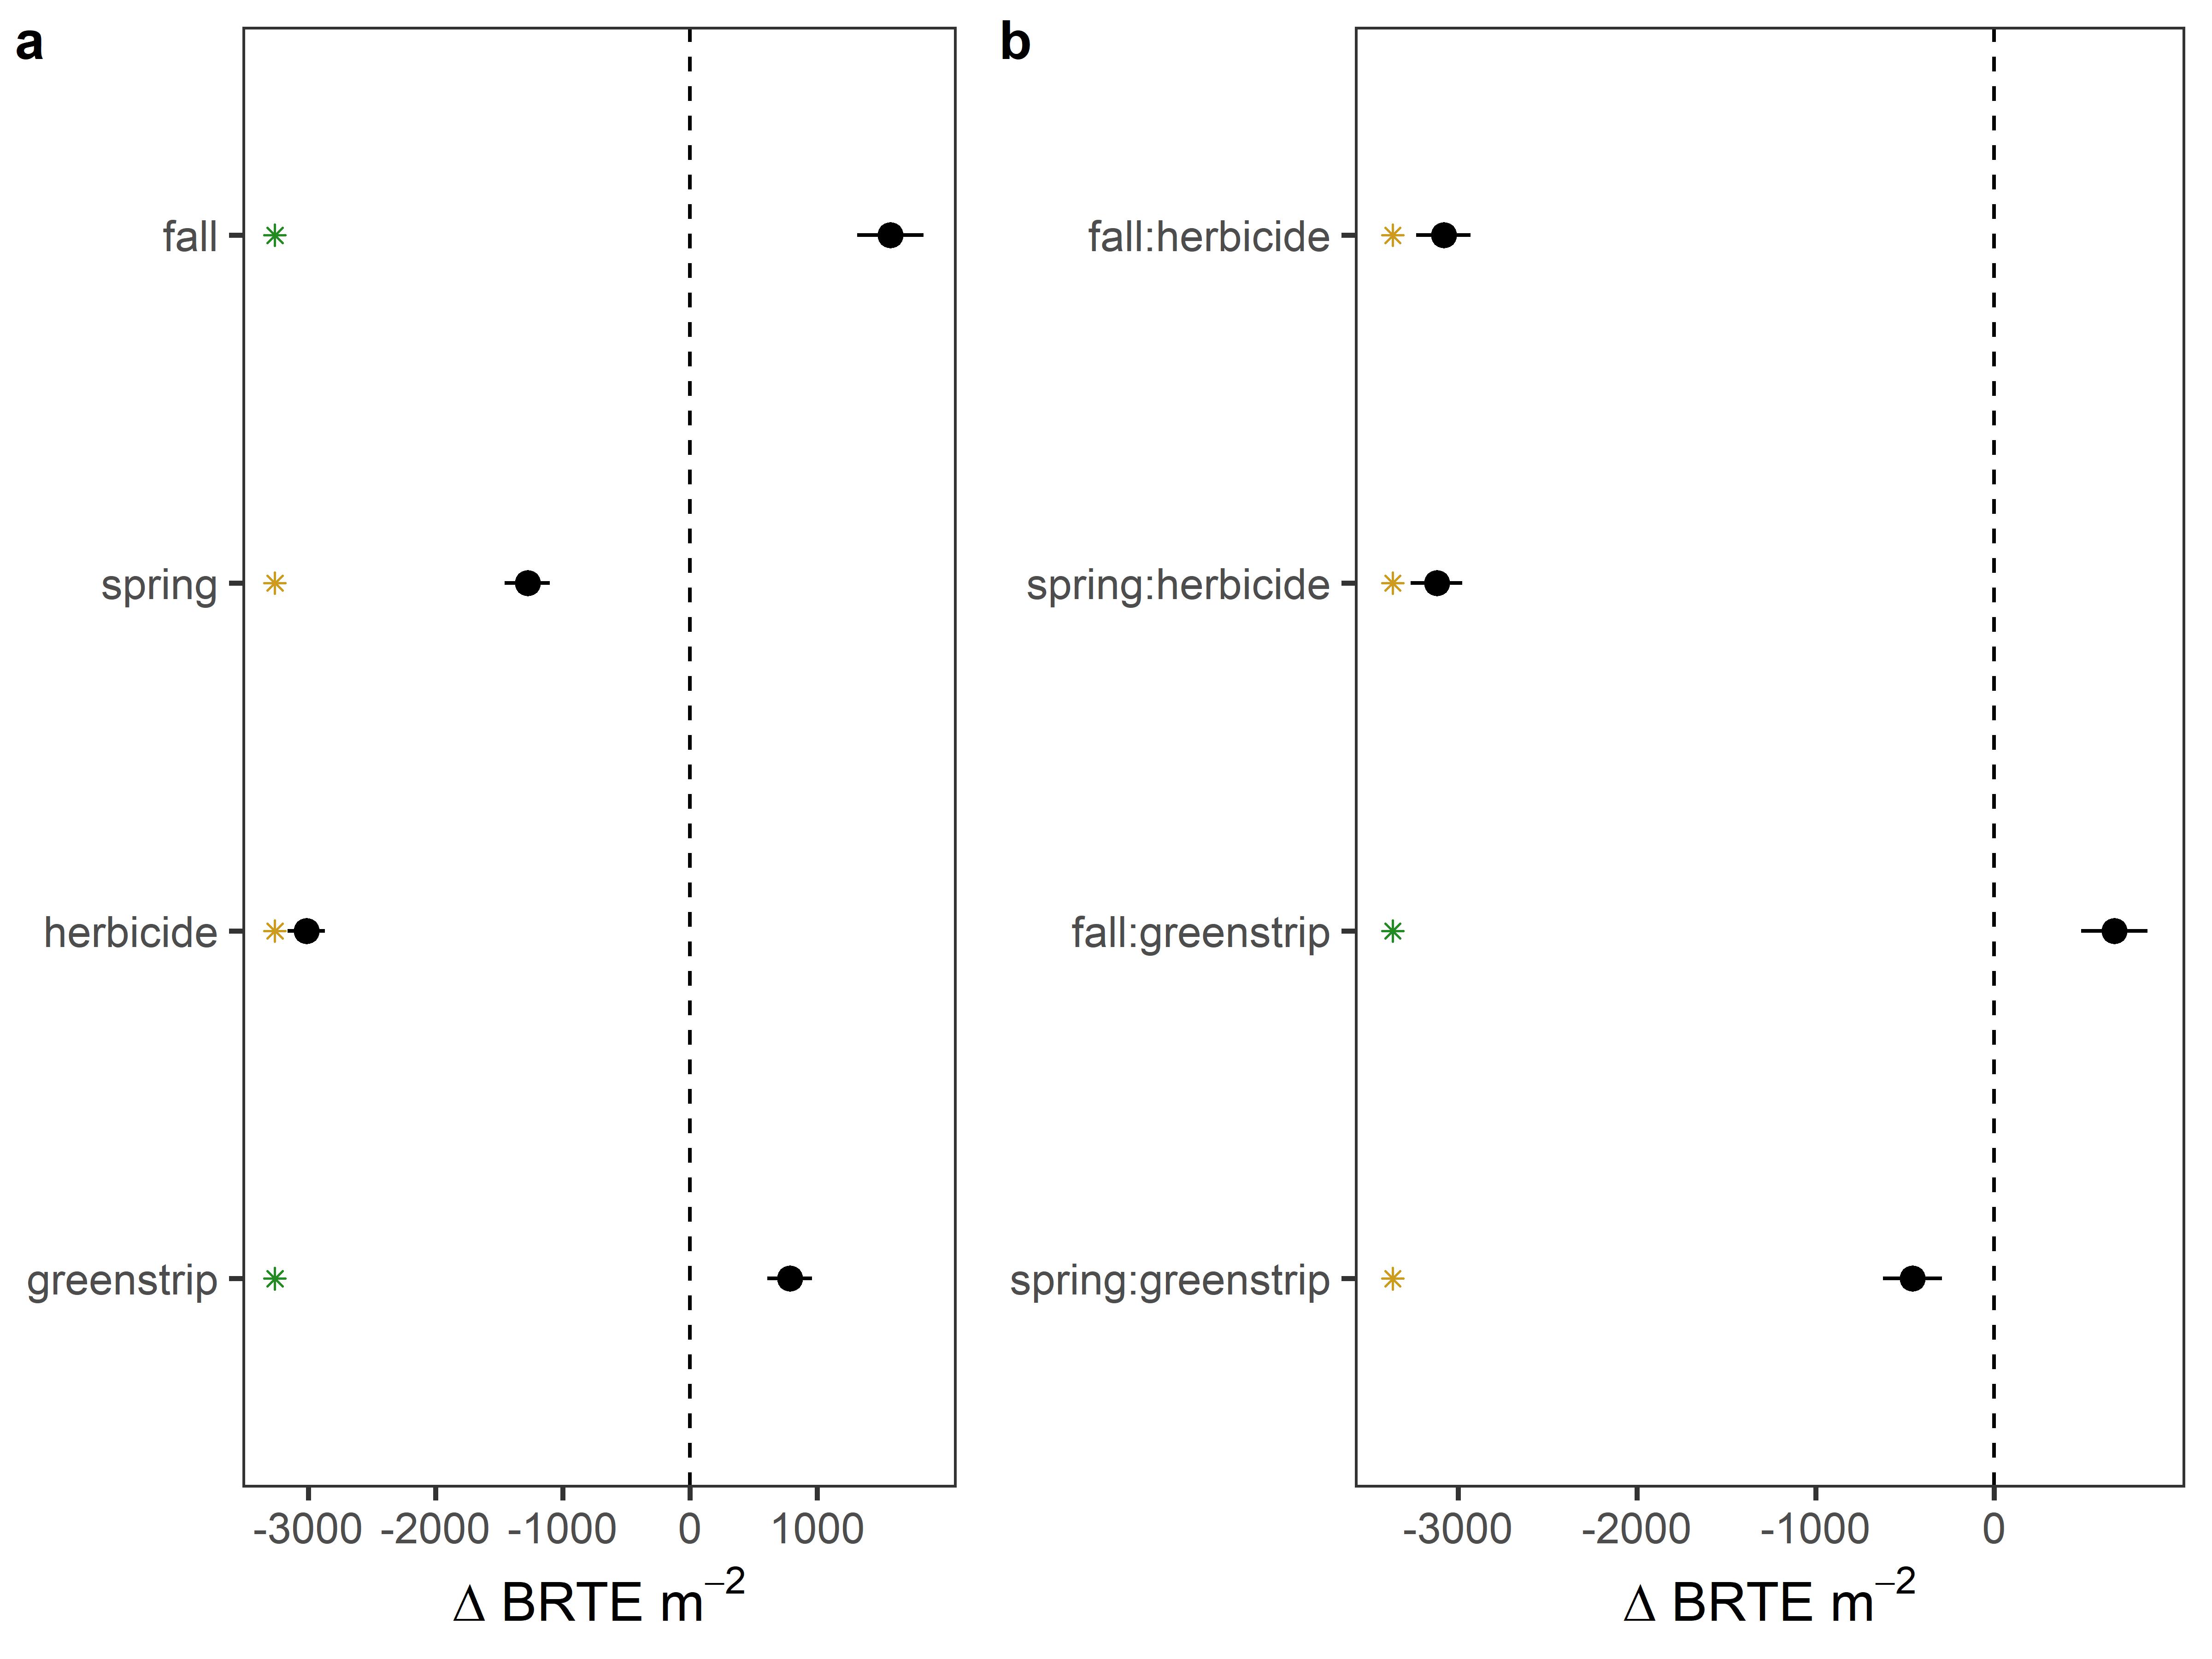 a
fall
spring
herbicide
greenstrip
-3000 -2000 -1000 0 1000
Δ BRTE m⁻²
b
fall:herbicide
spring:herbicide
fall:greenstrip
spring:greenstrip
-3000 -2000 -1000 0
Δ BRTE m⁻²